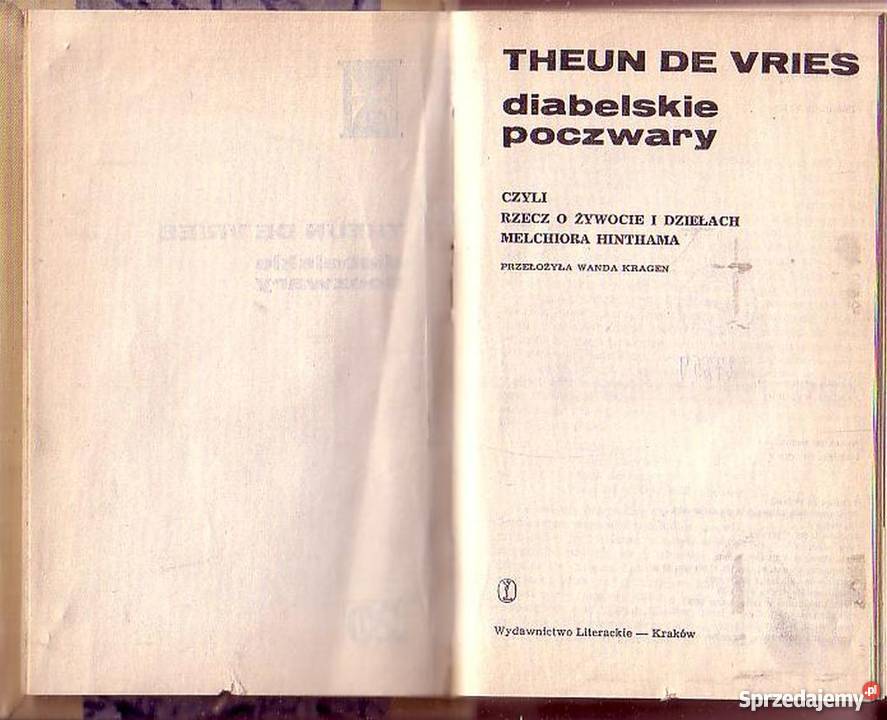 THEUN DE VRIES
diabelskie
poczwary
CZYLI
RZECZ O ŻYWOCIE I DZIEŁACH
MELCHIORA HINTHAMA
PRZEŁOŻYŁA WANDA KRAGEN
Wydawnictwo Literackie — Kraków
Sprzedajemy.pl